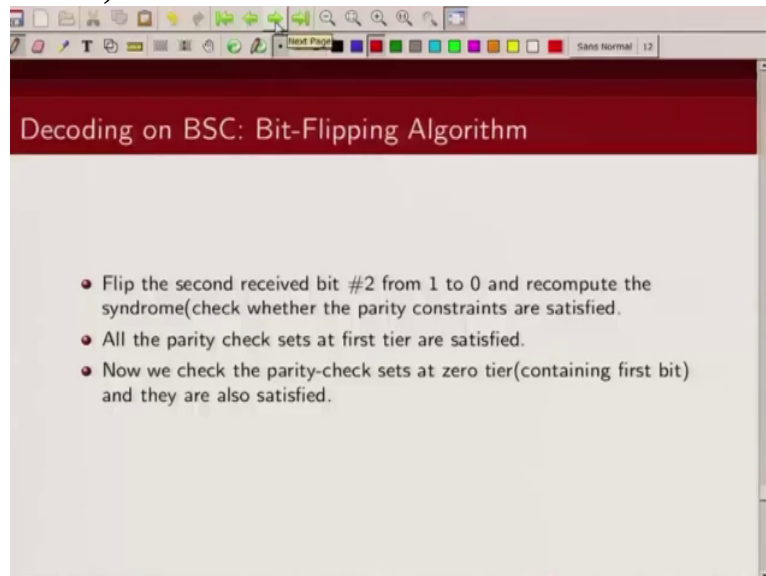 Next Page
Sans Normal 12
Decoding on BSC: Bit-Flipping Algorithm
Flip the second received bit #2 from 1 to 0 and recompute the
syndrome(check whether the parity constraints are satisfied.
All the parity check sets at first tier are satisfied.
Now we check the parity-check sets at zero tier(containing first bit)
and they are also satisfied.